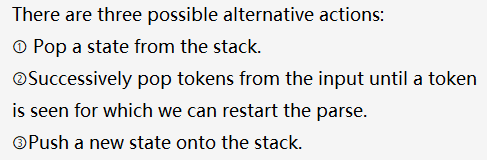 There are three possible alternative actions:
① Pop a state from the stack.
②Successively pop tokens from the input until a token
is seen for which we can restart the parse.
③Push a new state onto the stack.